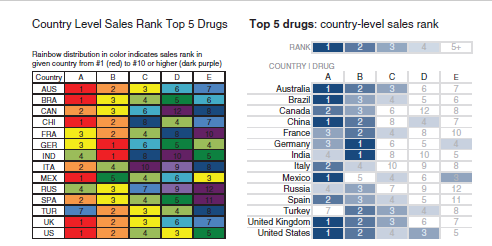 Country Level Sales Rank Top 5 Drugs
Rainbow distribution in color indicates sales rank in
given country from #1 (red) to #10 or higher (dark purple)
Country A B C D E
AUS 1 2 3 6 7
BRA 1 3 4 5 6
CAN 2 3 6 12 8
CHI 1 2 8 4 7
FRA 3 2 4 8 10
GER 3 1 6 5 4
IND 4 1 8 10 5
ITA 2 4 10 9 8
MEX 1 5 4 6 3
RUS 4 3 7 9 12
SPA 2 3 4 5 11
TUR 7 2 3 4 8
UK 1 2 3 6 7
US 1 2 4 3 5
Top 5 drugs: country-level sales rank
RANK 1 2 3 4 5+
COUNTRY | DRUG
A B C D E
Australia 1 2 3 6 7
Brazil 1 3 4 5 6
Canada 2 3 6 12 8
China 1 2 8 4 7
France 3 2 4 8 10
Germany 3 1 6 5 4
India 4 1 8 10 5
Italy 2 4 10 9 8
Mexico 1 5 4 6 3
Russia 4 3 7 9 12
Spain 2 3 4 5 11
Turkey 7 2 3 4 8
United Kingdom 1 2 3 6 7
United States 1 2 4 3 5